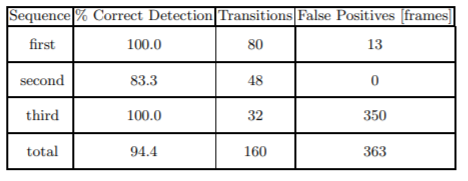 Sequence % Correct Detection Transitions False Positives [frames]
first 100.0 80 13
second 83.3 48 0
third 100.0 32 350
total 94.4 160 363